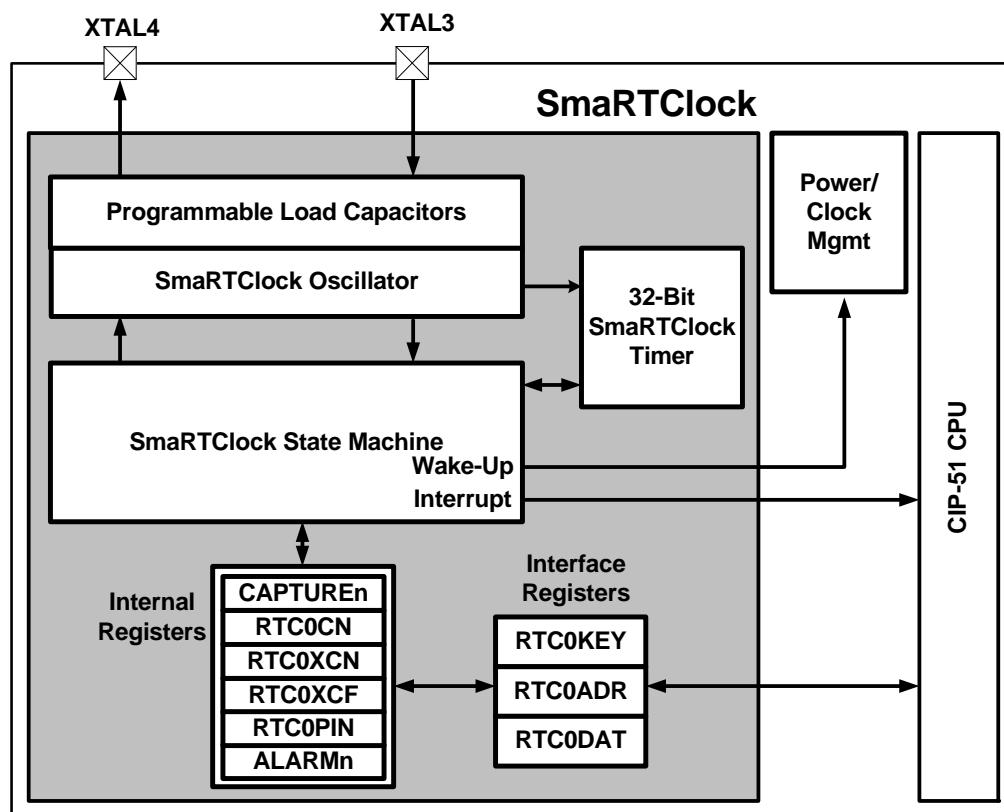 XTAL4
XTAL3
SmaRTClock
Programmable Load Capacitors
SmaRTClock Oscillator
32-Bit
SmaRTClock
Timer
Power/
Clock
Mgmt
SmaRTClock State Machine
Wake-Up
Interrupt
CIP-51 CPU
Internal
Registers
CAPTUREn
RTC0CN
RTC0XCN
RTC0XCF
RTC0PIN
ALARMn
Interface
Registers
RTC0KEY
RTC0ADR
RTC0DAT